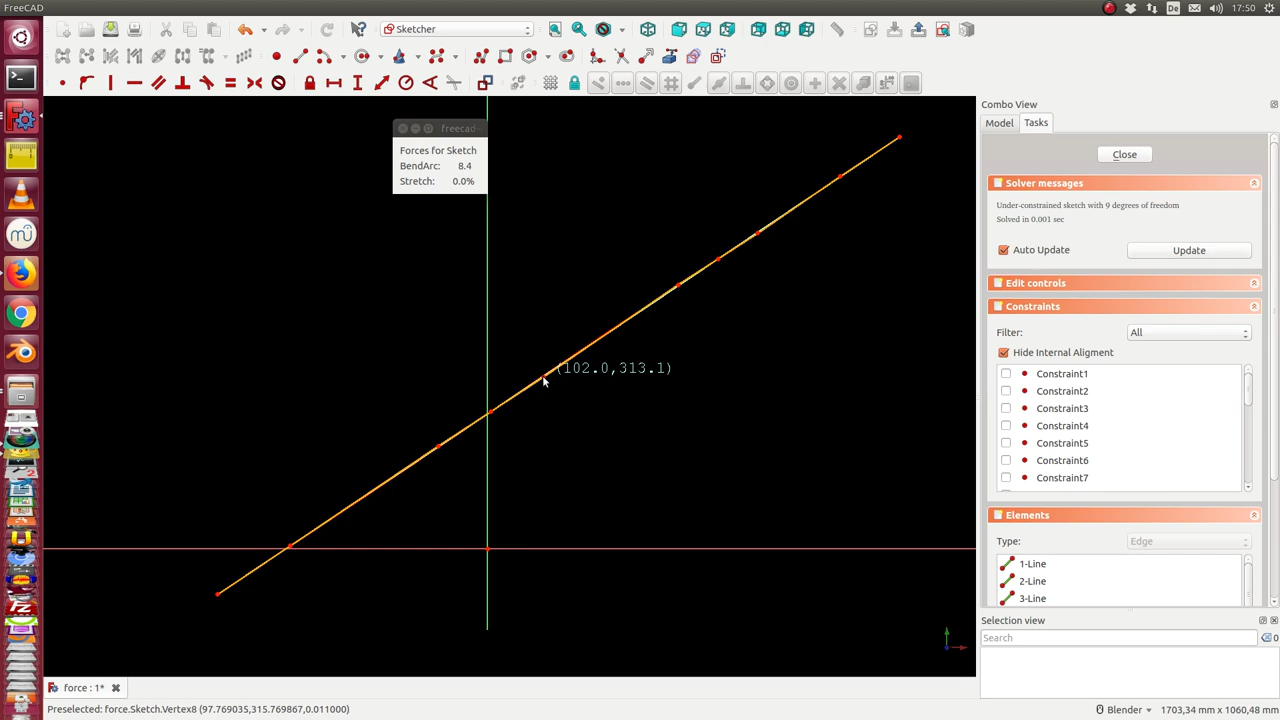 FreeCAD
De
17:50
Sketcher
freecad
Forces for Sketch
BendArc: 8.4
Stretch: 0.0%
(102.0,313.1)
Combo View
Model
Tasks
Close
Solver messages
Under-constrained sketch with 9 degrees of freedom
Solved in 0.001 sec
Auto Update
Update
Edit controls
Constraints
Filter:
All
Hide Internal Aligment
Constraint1
Constraint2
Constraint3
Constraint4
Constraint5
Constraint6
Constraint7
Elements
Type:
Edge
1-Line
2-Line
3-Line
Selection view
Search
0
force : 1*
Preselected: force.Sketch.Vertex8 (97.769035,315.769867,0.011000)
Blender
1703,34 mm x 1060,48 mm